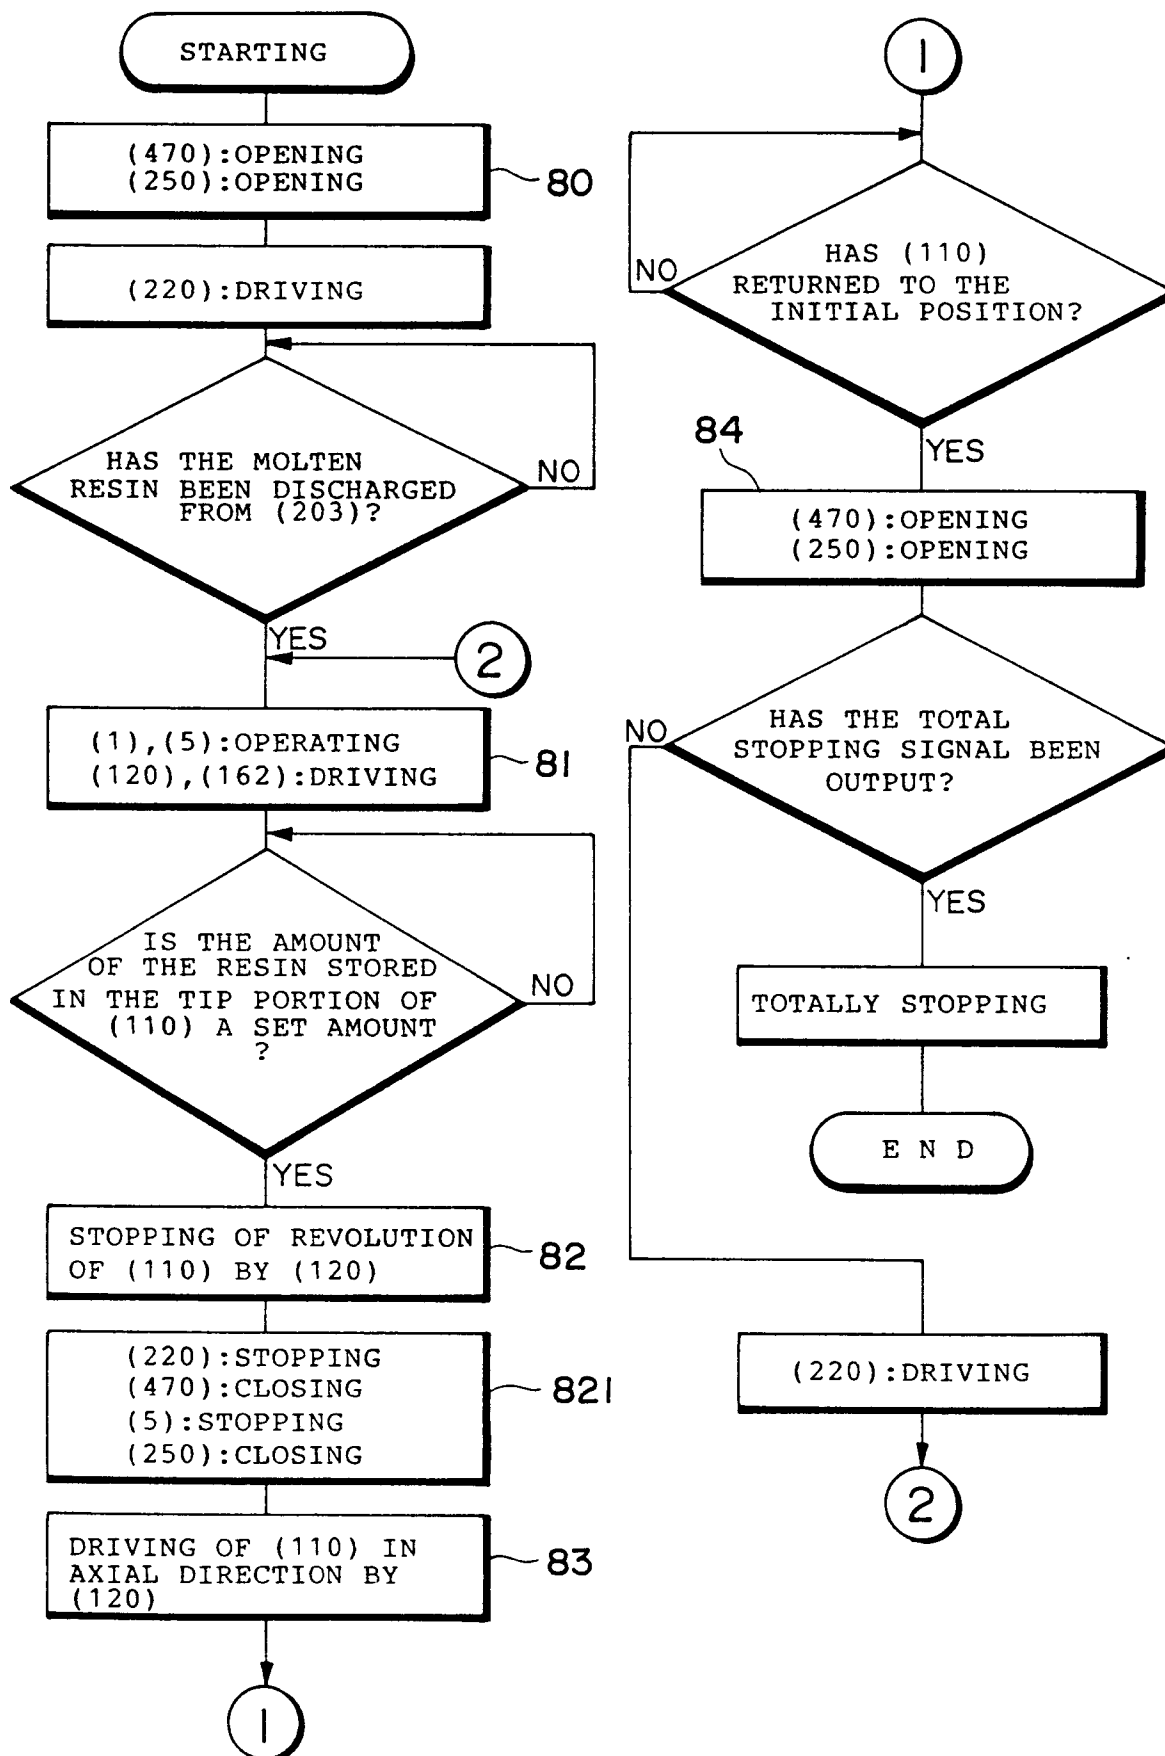 STARTING
(470):OPENING
(250):OPENING
80
(220):DRIVING
HAS THE MOLTEN
RESIN BEEN DISCHARGED
FROM (203)?
NO
YES
2
(1),(5):OPERATING
(120),(162):DRIVING
81
IS THE AMOUNT
OF THE RESIN STORED
IN THE TIP PORTION OF
(110) A SET AMOUNT
?
NO
YES
STOPPING OF REVOLUTION
OF (110) BY (120)
82
(220):STOPPING
(470):CLOSING
(5):STOPPING
(250):CLOSING
821
DRIVING OF (110) IN
AXIAL DIRECTION BY
(120)
83
1
1
HAS (110)
RETURNED TO THE
INITIAL POSITION?
NO
YES
84
(470):OPENING
(250):OPENING
HAS THE TOTAL
STOPPING SIGNAL BEEN
OUTPUT?
NO
YES
TOTALLY STOPPING
E N D
(220):DRIVING
2